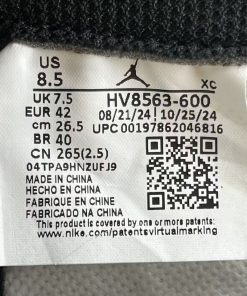 US
8.5
XC
UK 7.5
HV8563-600
EUR 42
08/21/24 10/25/24
cm 26.5
UPC 00197862046816
BR 40
CN 265(2.5)
04TPA9HNZUFJ9
MADE IN CHINA
HECHO EN CHINA
FABRIQUE EN CHINE
FABRICADO NA CHINA
This product is covered by one or more
www.nike.com/patentsvirtualmarking